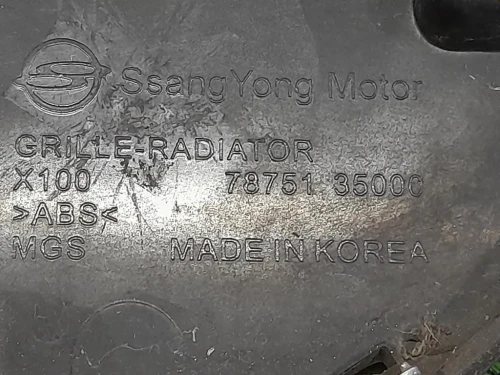 SsangYong Motor
GRILLE-RADIATOR
X100 78751 35000
>ABS<
MGS MADE IN KOREA